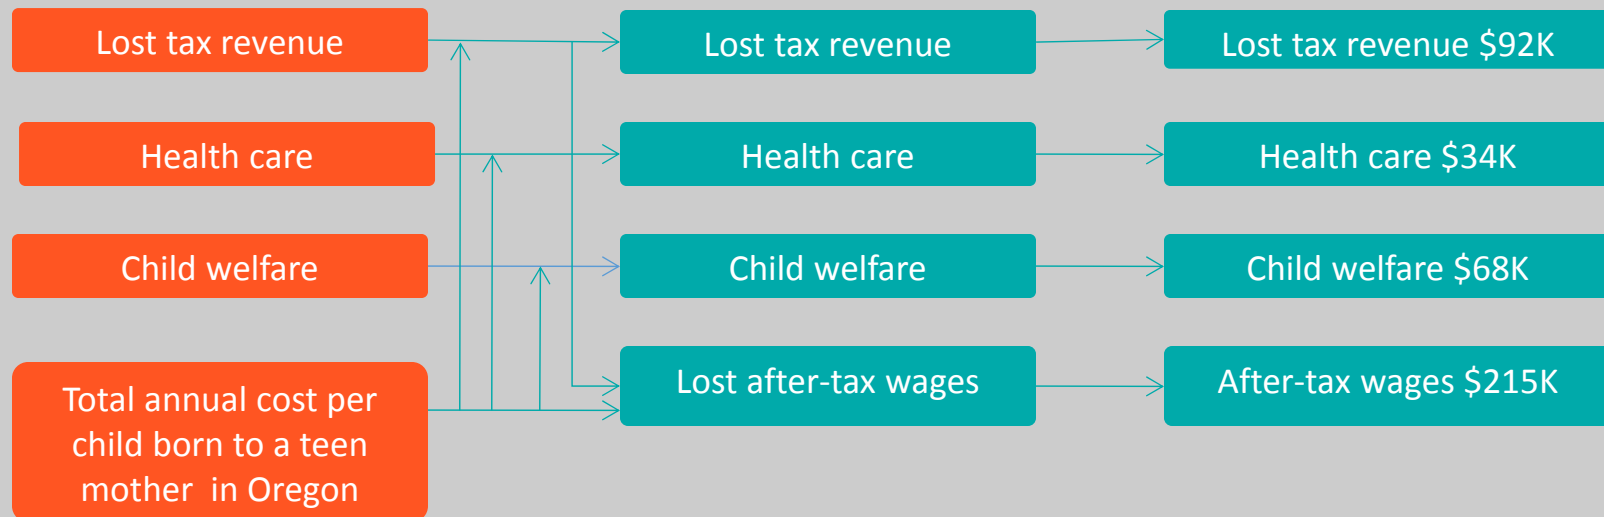 Lost tax revenue
Lost tax revenue
Lost tax revenue $92K
Health care
Health care
Health care $34K
Child welfare
Child welfare
Child welfare $68K
Total annual cost per
child born to a teen
mother  in Oregon
Lost after-tax wages
After-tax wages $215K